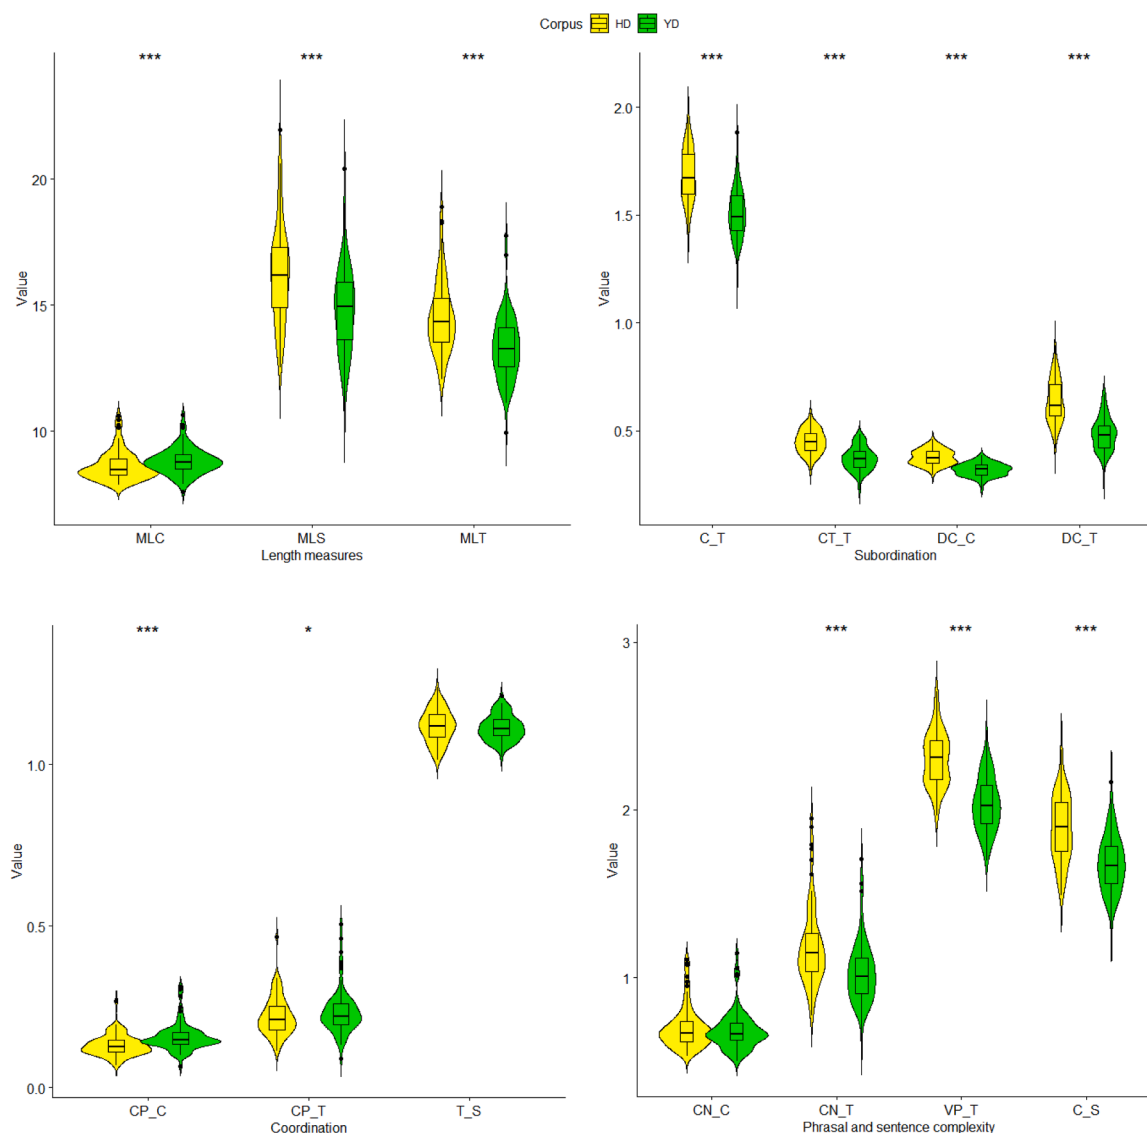 Corpus HD YD
*** *** ***
20
15
10
Value
MLC MLS MLT
Length measures
*** *** *** ***
2.0
1.5
1.0
0.5
Value
C_T CT_T DC_C DC_T
Subordination
*** *
1.0
0.5
0.0
Value
CP_C CP_T T_S
Coordination
*** *** ***
3
2
1
Value
CN_C CN_T VP_T C_S
Phrasal and sentence complexity